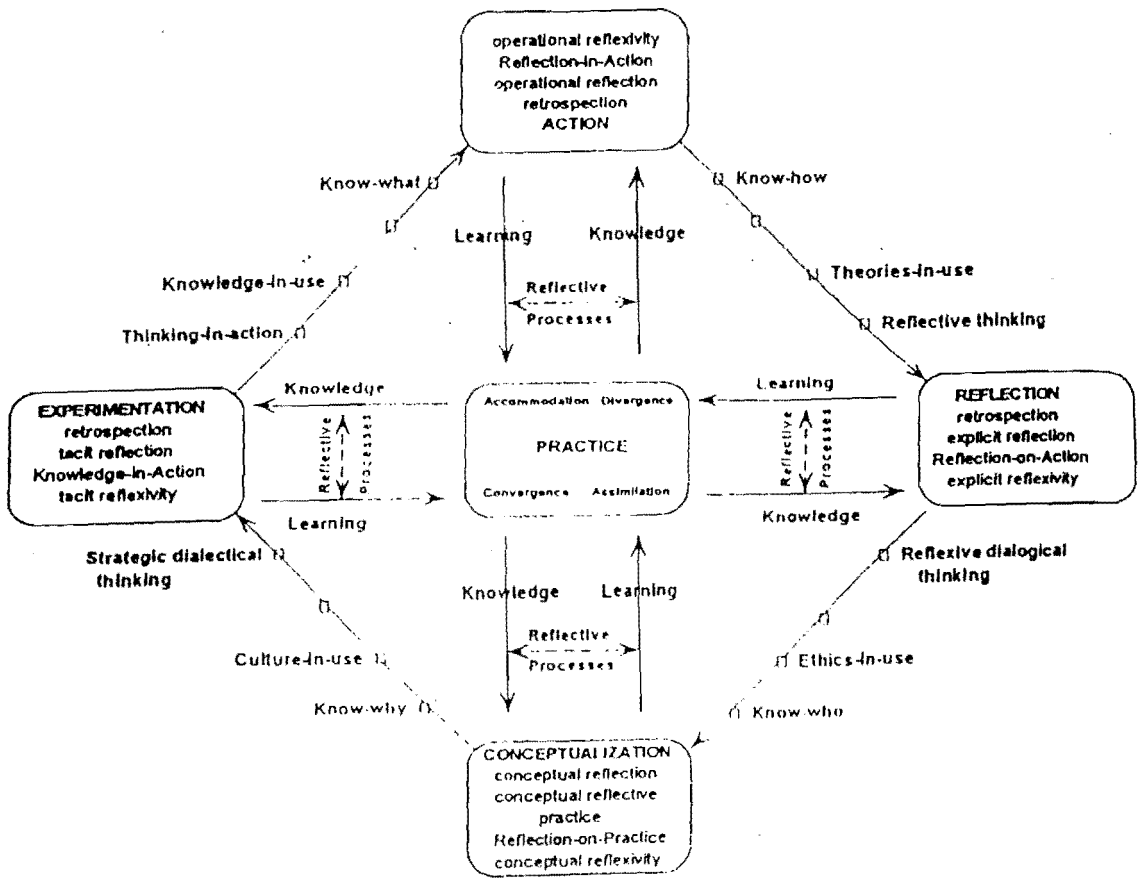 operational reflexivity
Reflection-in-Action
operational reflection
retrospection
ACTION
Know-what
Know-how
Learning
Knowledge
Knowledge-in-use
Theories-in-use
Reflective
Processes
Thinking-in-action
Reflective thinking
Knowledge
Learning
EXPERIMENTATION
retrospection
tacit reflection
Knowledge-in-Action
tacit reflexivity
Reflective
Processes
Accommodation Divergence
PRACTICE
Convergence Assimilation
Reflective
Processes
REFLECTION
retrospection
explicit reflection
Reflection-on-Action
explicit reflexivity
Learning
Knowledge
Strategic dialectical
thinking
Reflexive dialogical
thinking
Knowledge
Learning
Reflective
Processes
Culture-in-use
Ethics-in-use
Know-why
Know-who
CONCEPTUALIZATION
conceptual reflection
conceptual reflective
practice
Reflection-on-Practice
conceptual reflexivity